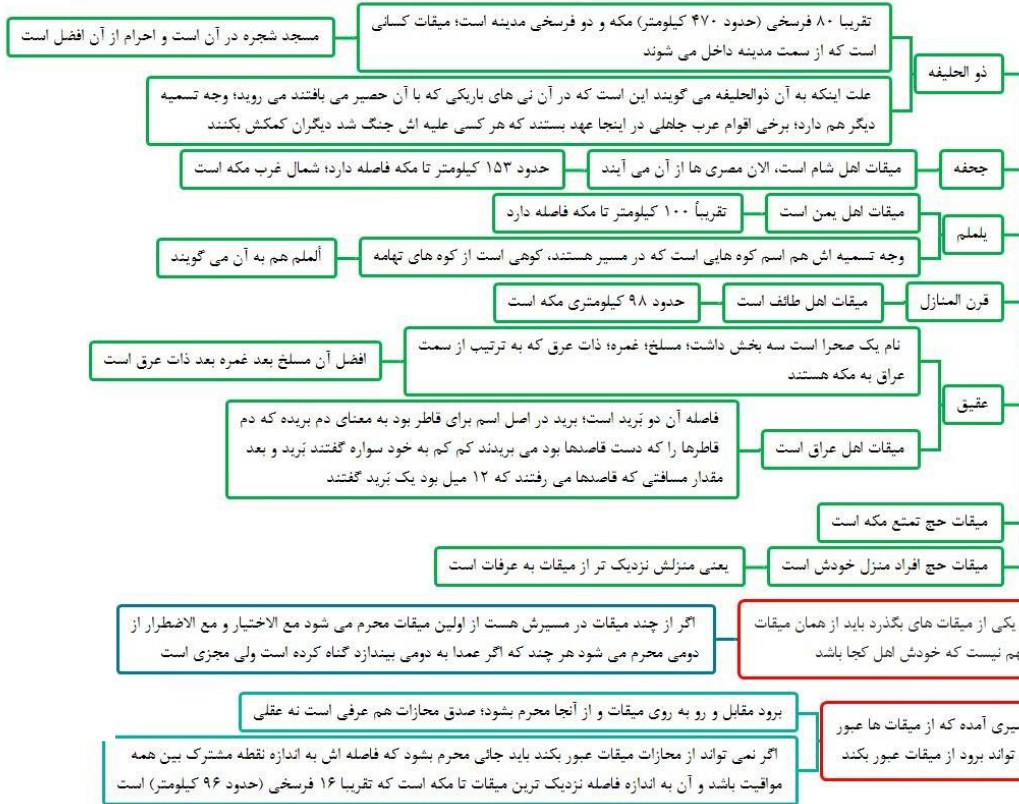 ذو الحلیفه
تقریبا ۸۰ فرسخی (حدود ۴۷۰ کیلومتر) مکه و دو فرسخی مدینه است؛ میقات کسانی
است که از سمت مدینه داخل می شوند
مسجد شجره در آن است و احرام از آن افضل است
علت اینکه به آن ذوالحلیفه می گویند این است که در آن نی های باریکی که با آن حصیر می بافتند می روید؛ وجه تسمیه
دیگر هم دارد؛ برخی اقوام عرب جاهلی در اینجا عهد بستند که هر کسی علیه اش جنگ شد دیگران کمکش بکنند
جحفه
میقات اهل شام است، الان مصری ها از آن می آیند
حدود ۱۵۳ کیلومتر تا مکه فاصله دارد؛ شمال غرب مکه است
یلملم
میقات اهل یمن است
تقریباً ۱۰۰ کیلومتر تا مکه فاصله دارد
وجه تسمیه اش هم اسم کوه هایی است که در مسیر هستند، کوهی است از کوه های تهامه
ألملم هم به آن می گویند
قرن المنازل
میقات اهل طائف است
حدود ۹۸ کیلومتری مکه است
عقیق
نام یک صحرا است سه بخش داشت؛ مسلخ؛ غمره؛ ذات عرق که به ترتیب از سمت
عراق به مکه هستند
افضل آن مسلخ بعد غمره بعد ذات عرق است
میقات اهل عراق است
فاصله آن دو بَرید است؛ برید در اصل اسم برای قاطر بود به معنای دم بریده که دم
قاطرها را که دست قاصدها بود می بریدند کم کم به خود سواره گفتند بَرید و بعد
مقدار مسافتی که قاصدها می رفتند که ۱۲ میل بود یک بَرید گفتند
میقات حج تمتع مکه است
میقات حج افراد منزل خودش است
یعنی منزلش نزدیک تر از میقات به عرفات است
یکی از میقات های بگذرد باید از همان میقات
نیست که خودش اهل کجا باشد
اگر از چند میقات در مسیرش هست از اولین میقات محرم می شود مع الاختیار و مع الاضطرار از
دومی محرم می شود هر چند که اگر عمدا به دومی بیندازد گناه کرده است ولی مجزی است
آمده که از میقات ها عبور
تواند برود از میقات عبور بکند
برود مقابل و رو به روی میقات و از آنجا محرم بشود؛ صدق محازات هم عرفی است نه عقلی
اگر نمی تواند از محازات میقات عبور بکند باید جائی محرم بشود که فاصله اش به اندازه نقطه مشترک بین همه
مواقیت باشد و آن به اندازه فاصله نزدیک ترین میقات تا مکه است که تقریبا ۱۶ فرسخی (حدود ۹۶ کیلومتر) است